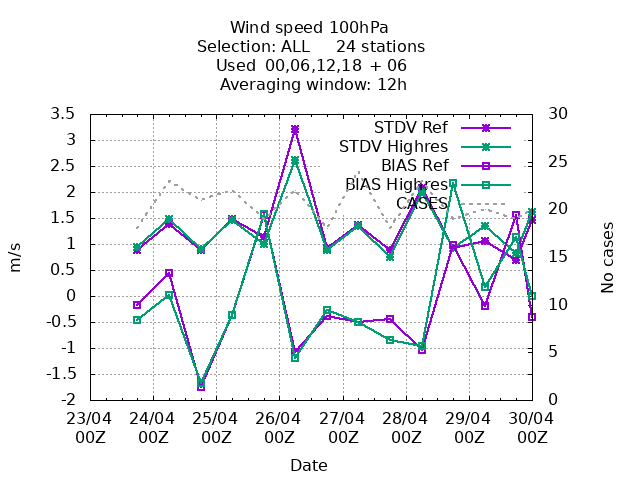 Wind speed 100hPa
Selection: ALL 24 stations
Used 00,06,12,18 + 06
Averaging window: 12h
3.5
3
2.5
2
1.5
1
0.5
0
-0.5
-1
-1.5
-2
m/s
STDV Ref
STDV Highres
BIAS Ref
BIAS Highres
CASES
30
25
20
15
10
5
0
No cases
23/04 24/04 25/04 26/04 27/04 28/04 29/04 30/04
00Z 00Z 00Z 00Z 00Z 00Z 00Z 00Z
Date